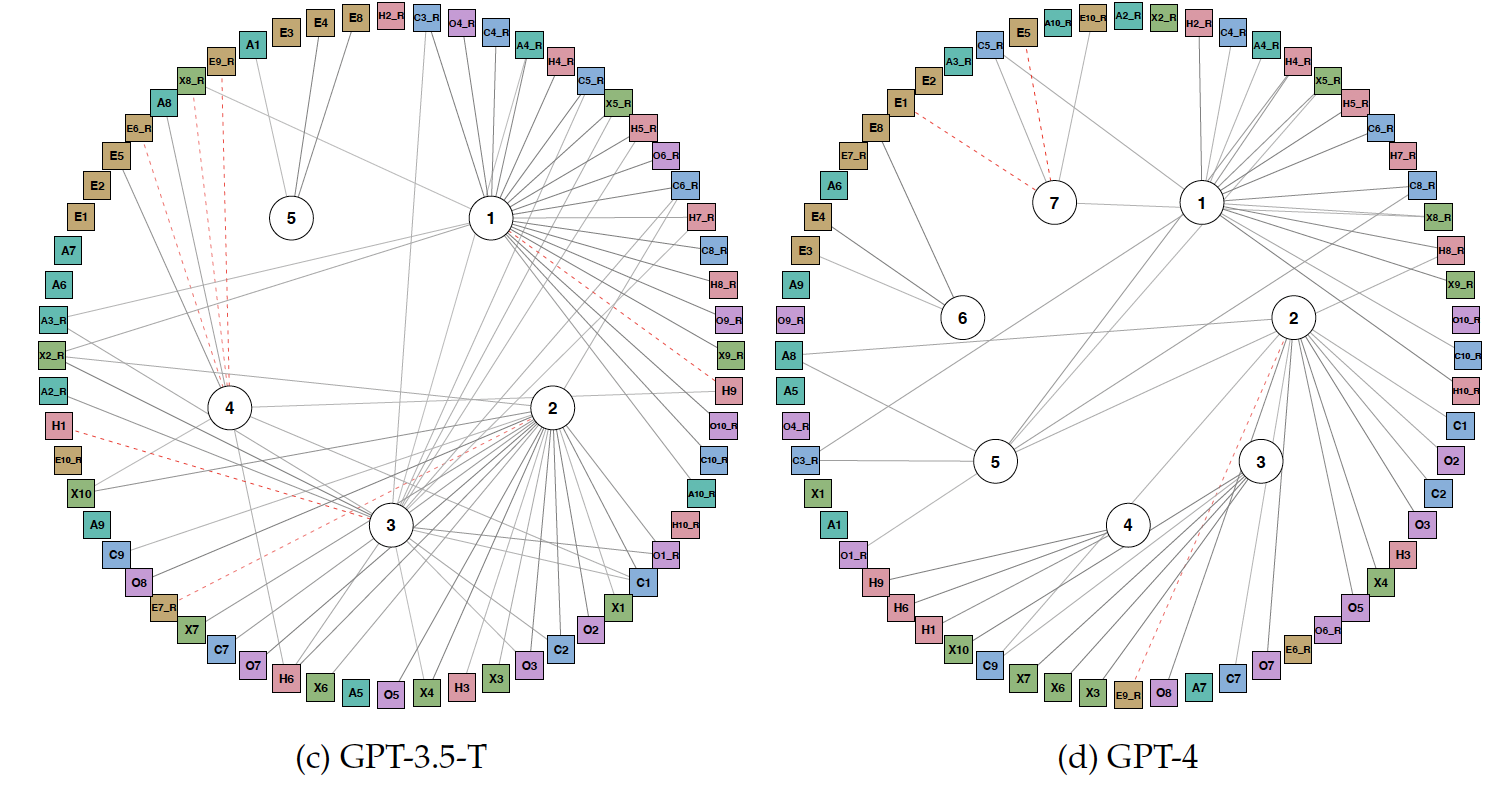 H2_R
C3_R
O4_R
C4_R
A4_R
H4_R
C5_R
X5_R
H5_R
O6_R
C6_R
H7_R
C8_R
H8_R
O9_R
X9_R
H9
O10_R
C10_R
A10_R
H10_R
O1_R
C1
X1
O2
C2
O3
X3
H3
X4
O5
A5
X6
H6
O7
C7
X7
E7_R
O8
C9
A9
X10
E10_R
H1
A2_R
X2_R
A3_R
A6
A7
E1
E2
E5
E6_R
A8
X8_R
E9_R
A1
E3
E4
E8
5
1
4
2
3
(c) GPT-3.5-T
A2_R
X2_R
H2_R
C4_R
A4_R
H4_R
X5_R
H5_R
C6_R
H7_R
C8_R
X8_R
H8_R
X9_R
O10_R
C10_R
H10_R
C1
O2
C2
O3
H3
X4
O5
O6_R
E6_R
O7
C7
A7
O8
E9_R
X3
X6
X7
C9
X10
H1
H6
H9
O1_R
A1
X1
C3_R
O4_R
A5
A8
O9_R
A9
E3
E4
A6
E7_R
E8
E1
E2
A3_R
C5_R
E5
A10_R
E10_R
7
1
6
2
5
3
4
(d) GPT-4